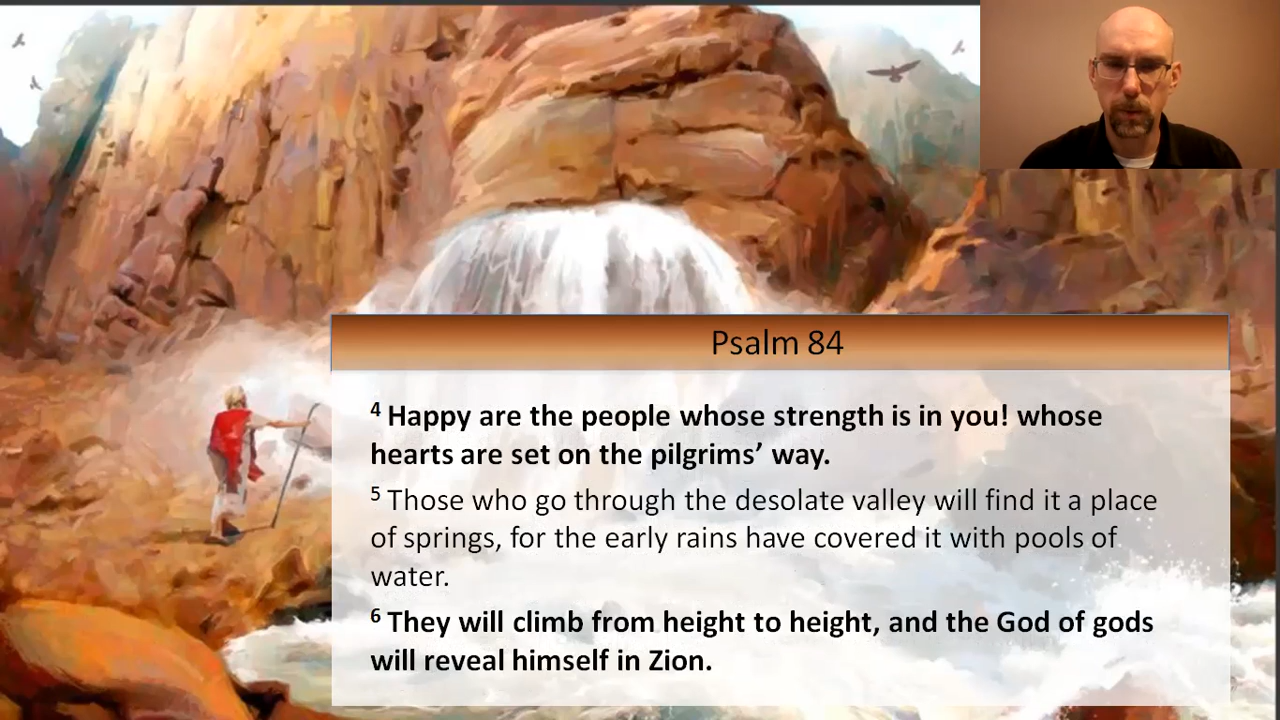 Psalm 84
4 Happy are the people whose strength is in you! whose
hearts are set on the pilgrims’ way.
5 Those who go through the desolate valley will find it a place
of springs, for the early rains have covered it with pools of
water.
6 They will climb from height to height, and the God of gods
will reveal himself in Zion.